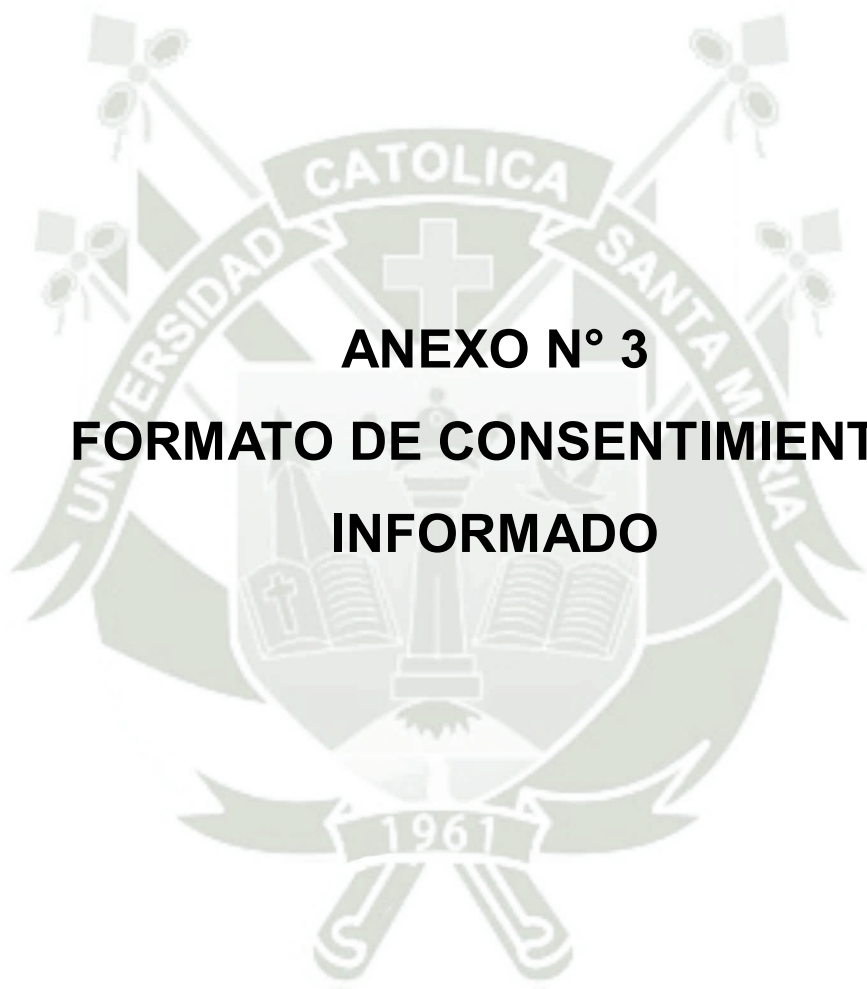 CATOLICA
UNIVERSIDAD
SANTA MARIA
ANEXO N° 3
FORMATO DE CONSENTIMIENT
INFORMADO
1961